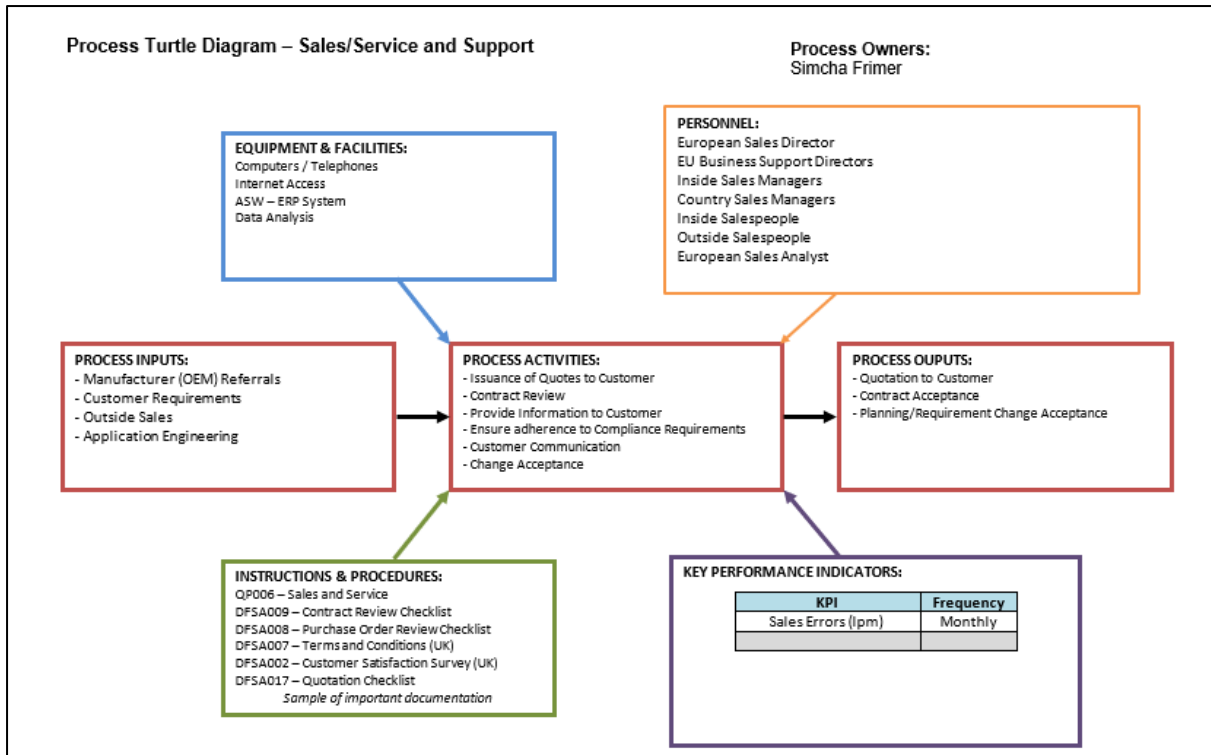 Process Turtle Diagram – Sales/Service and Support
Process Owners:
Simcha Frimer
EQUIPMENT & FACILITIES:
Computers / Telephones
Internet Access
ASW – ERP System
Data Analysis
PERSONNEL:
European Sales Director
EU Business Support Directors
Inside Sales Managers
Country Sales Managers
Inside Salespeople
Outside Salespeople
European Sales Analyst
PROCESS INPUTS:
- Manufacturer (OEM) Referrals
- Customer Requirements
- Outside Sales
- Application Engineering
PROCESS ACTIVITIES:
- Issuance of Quotes to Customer
- Contract Review
- Provide Information to Customer
- Ensure adherence to Compliance Requirements
- Customer Communication
- Change Acceptance
PROCESS OUPUTS:
- Quotation to Customer
- Contract Acceptance
- Planning/Requirement Change Acceptance
INSTRUCTIONS & PROCEDURES:
QP006 – Sales and Service
DFSA009 – Contract Review Checklist
DFSA008 – Purchase Order Review Checklist
DFSA007 – Terms and Conditions (UK)
DFSA002 – Customer Satisfaction Survey (UK)
DFSA017 – Quotation Checklist
Sample of important documentation
KEY PERFORMANCE INDICATORS:
KPI Frequency
Sales Errors (lpm) Monthly